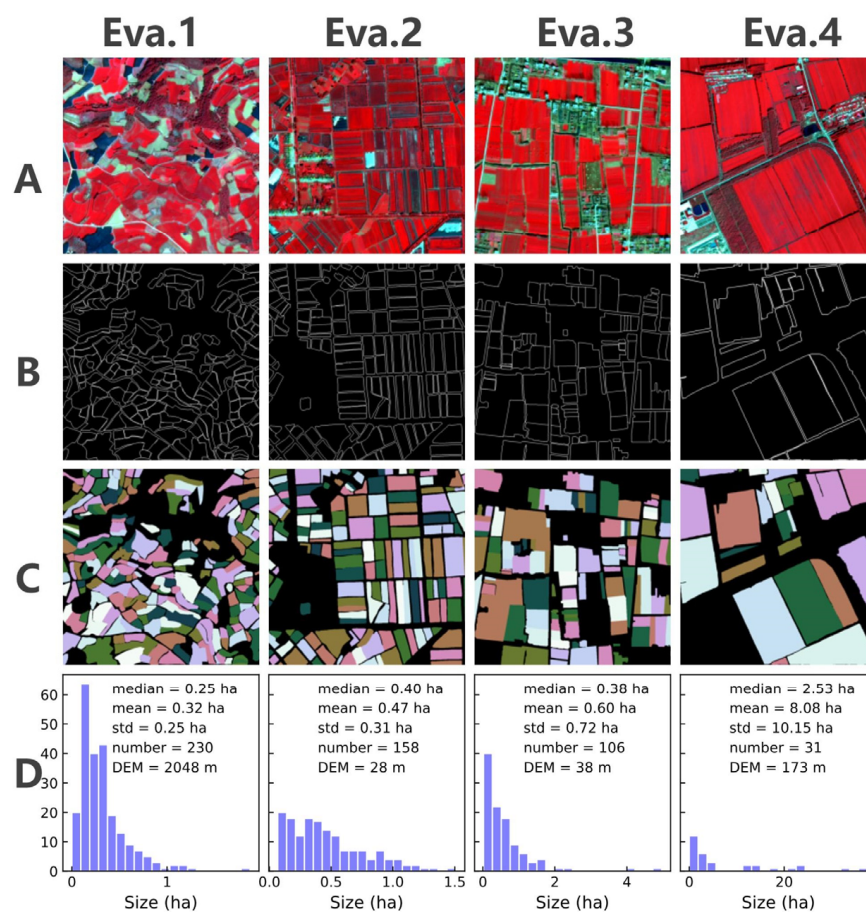 Eva.1 Eva.2 Eva.3 Eva.4
A
B
C
D
60
50
40
30
20
10
0
median = 0.25 ha
mean = 0.32 ha
std = 0.25 ha
number = 230
DEM = 2048 m
median = 0.40 ha
mean = 0.47 ha
std = 0.31 ha
number = 158
DEM = 28 m
median = 0.38 ha
mean = 0.60 ha
std = 0.72 ha
number = 106
DEM = 38 m
median = 2.53 ha
mean = 8.08 ha
std = 10.15 ha
number = 31
DEM = 173 m
0 1
0.0 0.5 1.0 1.5
0 2 4
0 20
Size (ha) Size (ha) Size (ha) Size (ha)